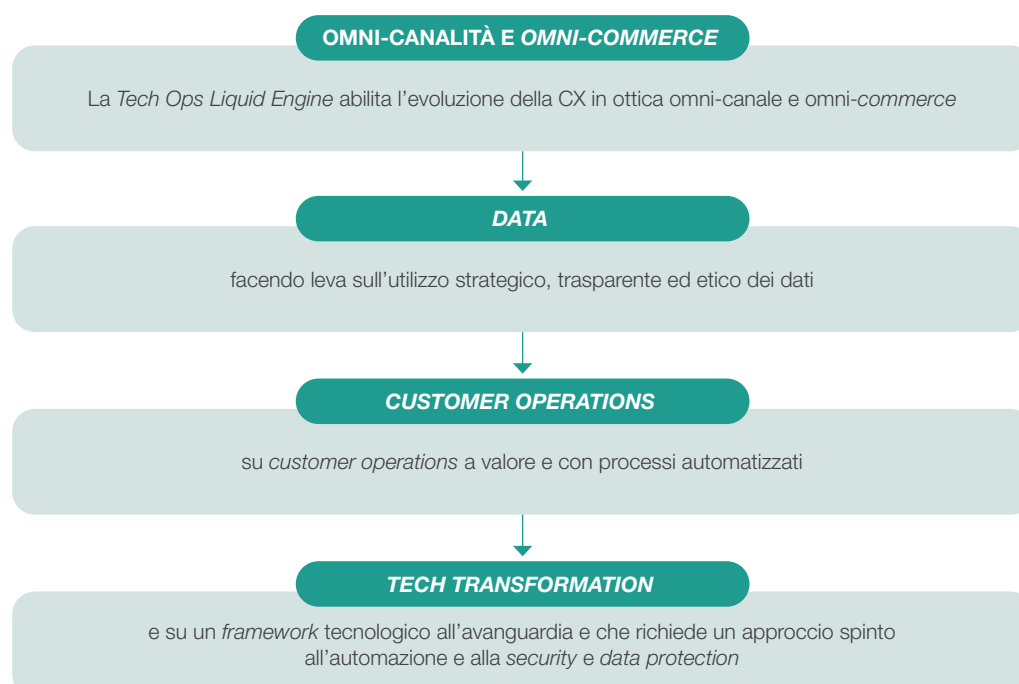 OMNI-CANALITÀ E OMNI-COMMERCE
La Tech Ops Liquid Engine abilita l’evoluzione della CX in ottica omni-canale e omni-commerce
DATA
facendo leva sull’utilizzo strategico, trasparente ed etico dei dati
CUSTOMER OPERATIONS
su customer operations a valore e con processi automatizzati
TECH TRANSFORMATION
e su un framework tecnologico all’avanguardia e che richiede un approccio spinto
all’automazione e alla security e data protection